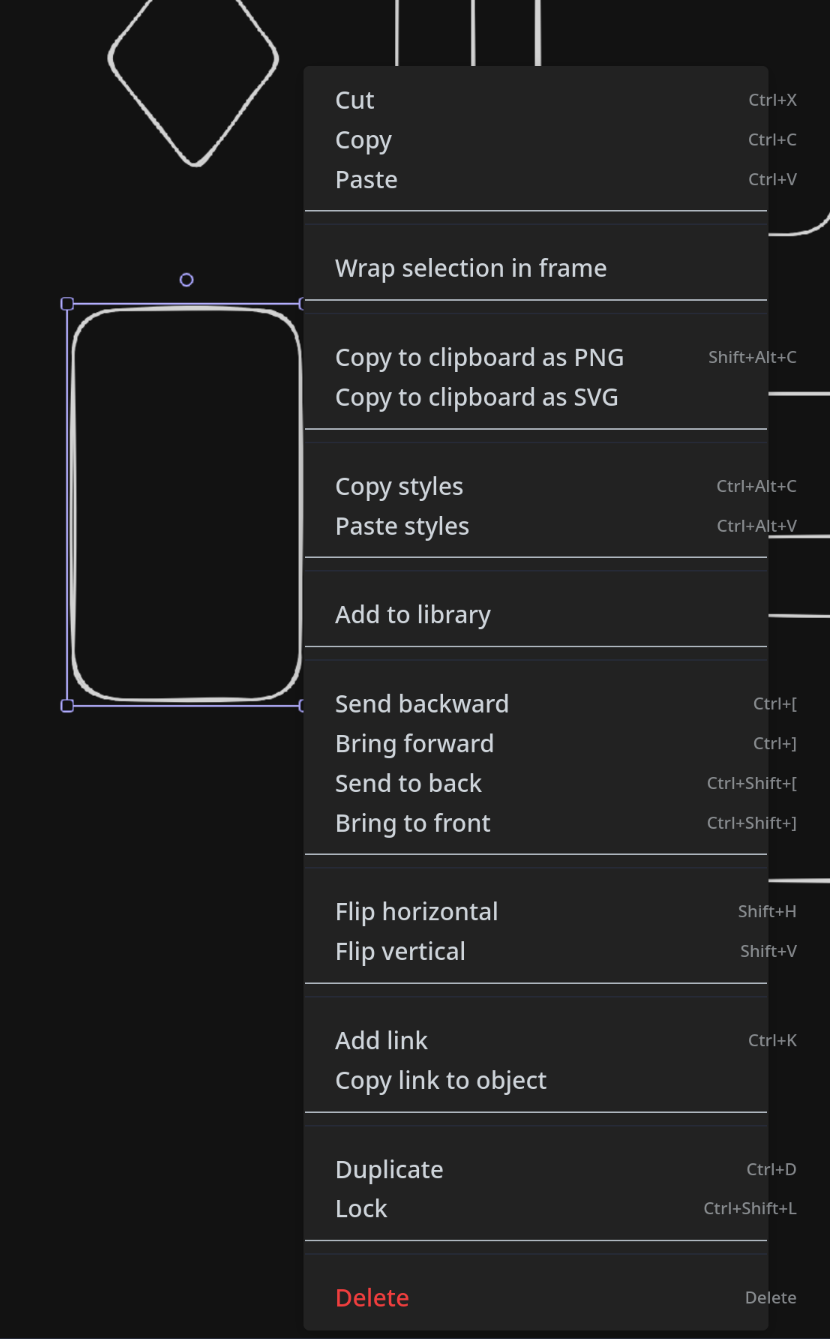 Cut Ctrl+X
Copy Ctrl+C
Paste Ctrl+V
Wrap selection in frame
Copy to clipboard as PNG Shift+Alt+C
Copy to clipboard as SVG
Copy styles Ctrl+Alt+C
Paste styles Ctrl+Alt+V
Add to library
Send backward Ctrl+[
Bring forward Ctrl+]
Send to back Ctrl+Shift+[
Bring to front Ctrl+Shift+]
Flip horizontal Shift+H
Flip vertical Shift+V
Add link Ctrl+K
Copy link to object
Duplicate Ctrl+D
Lock Ctrl+Shift+L
Delete Delete